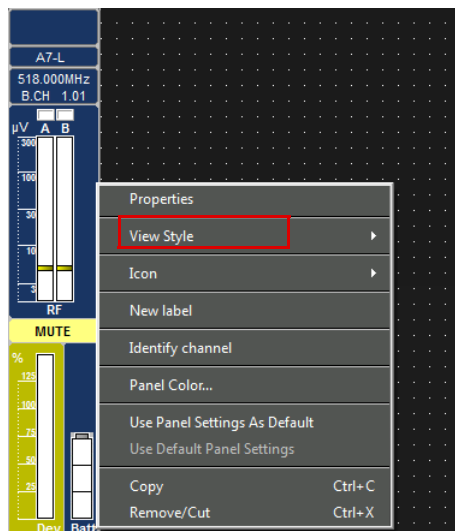 A7-L
518.000MHz
B.CH 1.01
µV A B
300
100
30
10
3
RF
MUTE
%
125
100
75
50
25
Dev Batt
Properties
View Style
Icon
New label
Identify channel
Panel Color...
Use Panel Settings As Default
Use Default Panel Settings
Copy Ctrl+C
Remove/Cut Ctrl+X